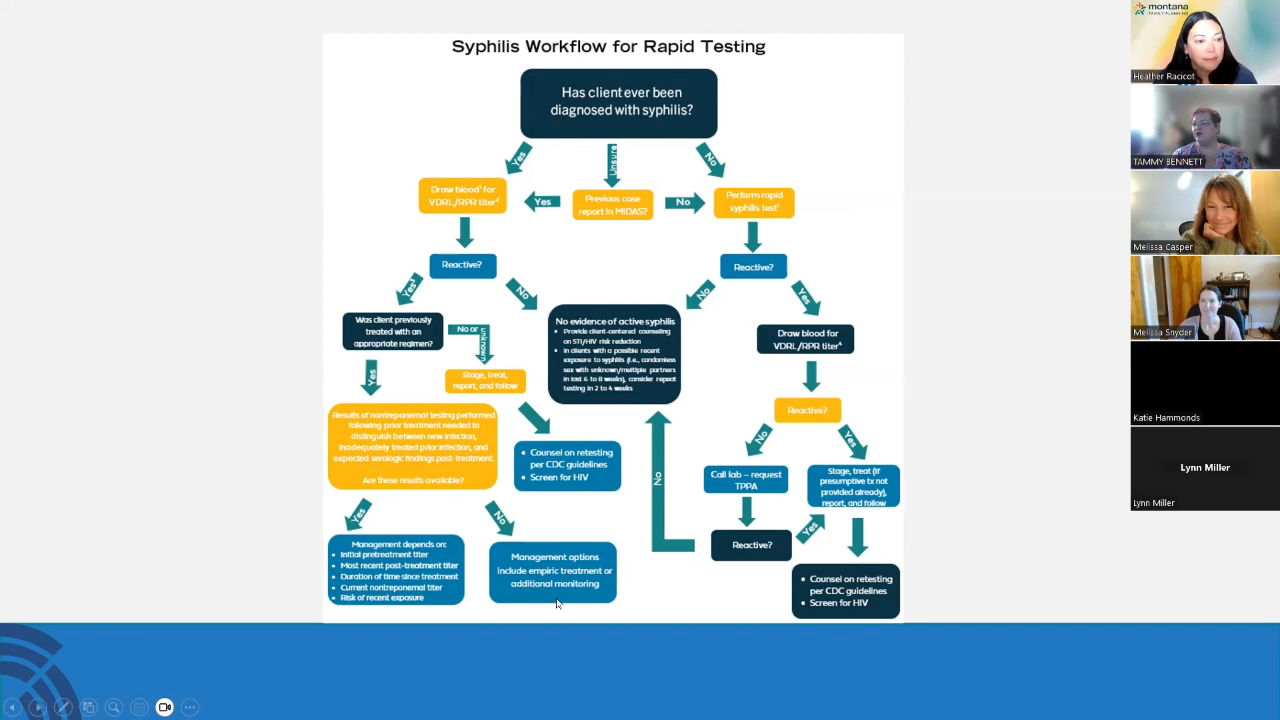 Syphilis Workflow for Rapid Testing
Has client ever been
diagnosed with syphilis?
Yes
Unsure
No
Draw blood¹ for
VDRL/RPR titer²
Yes
Previous case
report in MIDAS?
No
Perform rapid
syphilis test¹
Reactive?
Reactive?
Yes³
No
No
Yes
Was client previously
treated with an
appropriate regimen?
No or
unknown
No evidence of active syphilis
• Provide client-centered counseling
on STI/HIV risk reduction
• In clients with a possible recent
exposure to syphilis (i.e., condomless
sex with unknown/multiple partners
in last 6 to 8 weeks), consider repeat
testing in 2 to 4 weeks
Draw blood for
VDRL/RPR titer⁴
Yes
Stage, treat,
report, and follow
Results of nontreponemal testing performed
following prior treatment needed to
distinguish between new infection,
inadequately treated prior infection, and
expected serologic findings post-treatment.
Are these results available?
Reactive?
No
Yes
• Counsel on retesting
per CDC guidelines
• Screen for HIV
No
Call lab – request
TPPA
Stage, treat (if
presumptive tx not
provided already),
report, and follow
Yes
No
Reactive?
Yes
Management depends on:
• Initial pretreatment titer
• Most recent post-treatment titer
• Duration of time since treatment
• Current nontreponemal titer
• Risk of recent exposure
Management options
include empiric treatment or
additional monitoring
• Counsel on retesting
per CDC guidelines
• Screen for HIV
montana
FAMILY PLANNING
Heather Racicot
TAMMY BENNETT
Melissa Casper
Melissa Snyder
Katie Hammonds
Lynn Miller
Lynn Miller